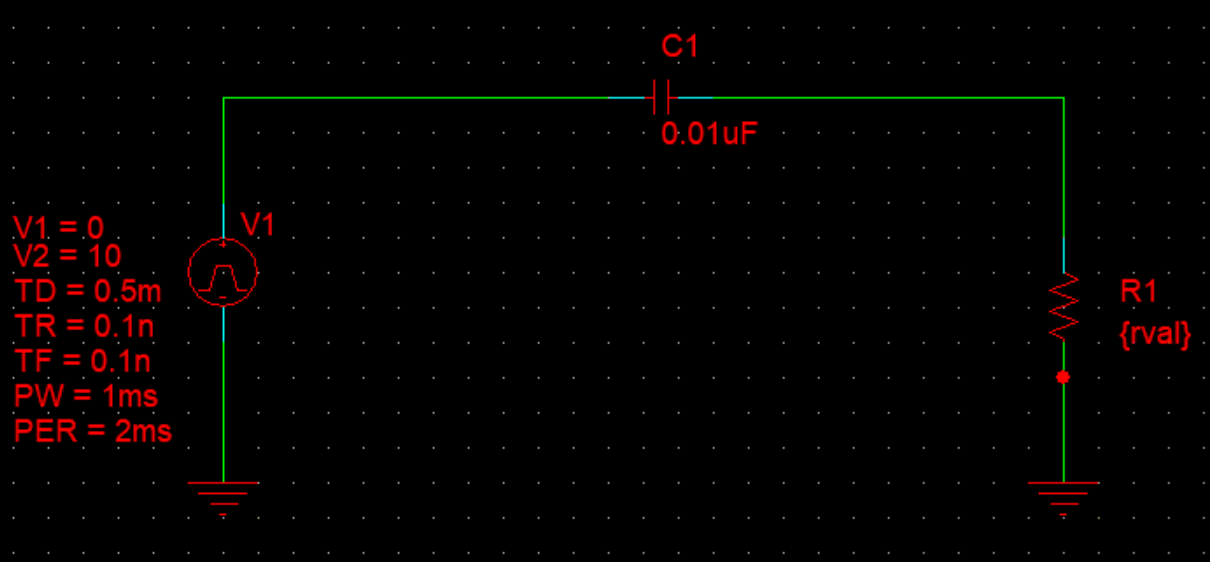 C1
0.01uF
V1
V1 = 0
V2 = 10
TD = 0.5m
TR = 0.1n
TF = 0.1n
PW = 1ms
PER = 2ms
R1
{rval}